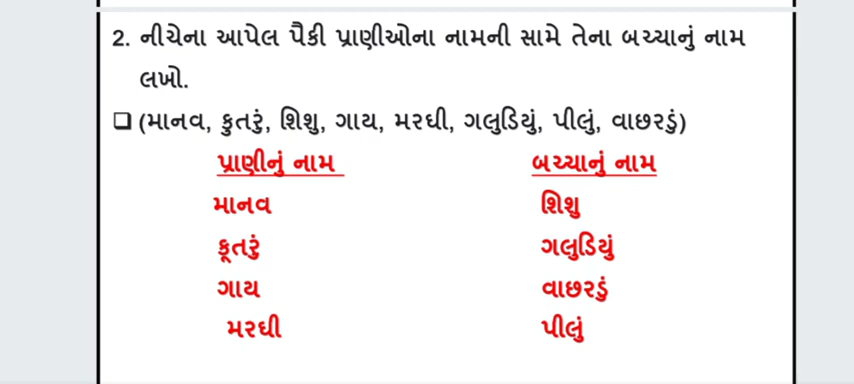 2. નીચેના આપેલ પૈકી પ્રાણીઓના નામની સામે તેના બચ્ચાનું નામ
લખો.
❑ (માનવ, કુતરું, શિશુ, ગાય, મરઘી, ગલુડિયું, પીલું, વાછરડું)
પ્રાણીનું નામ બચ્ચાનું નામ
માનવ શિશુ
કૂતરું ગલુડિયું
ગાય વાછરડું
મરઘી પીલું